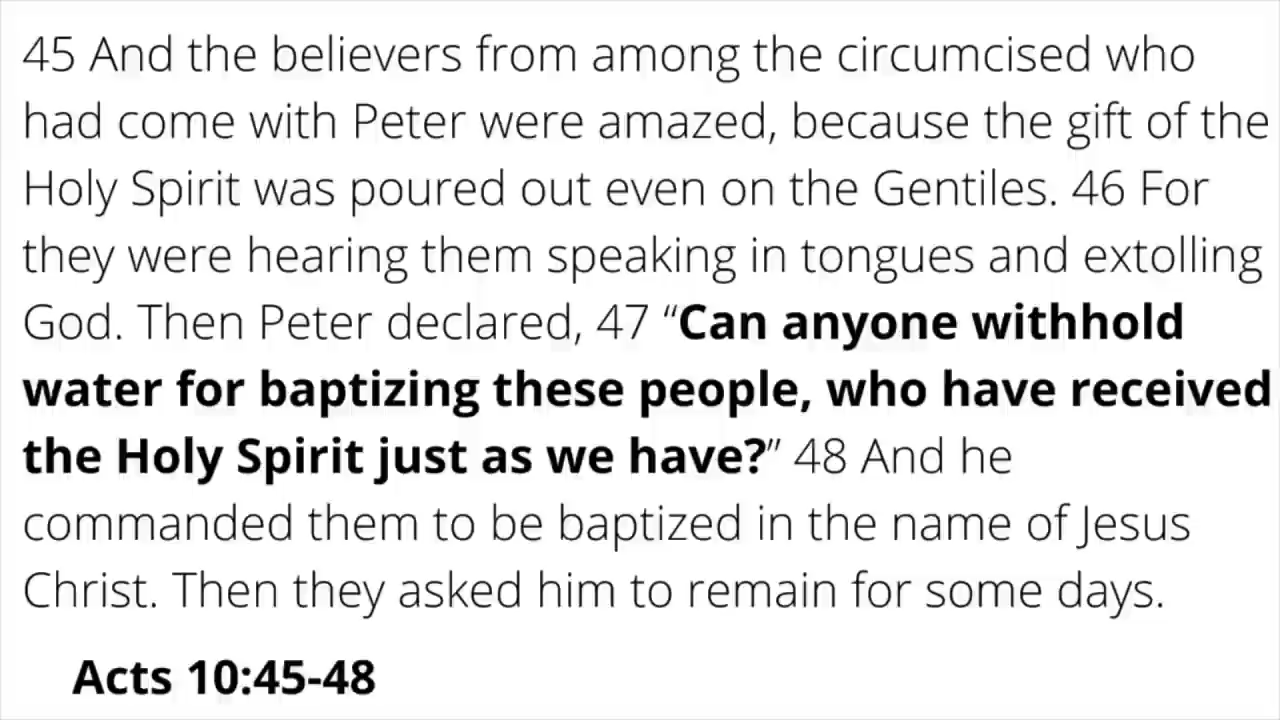 45 And the believers from among the circumcised who
had come with Peter were amazed, because the gift of the
Holy Spirit was poured out even on the Gentiles. 46 For
they were hearing them speaking in tongues and extolling
God. Then Peter declared, 47 “Can anyone withhold
water for baptizing these people, who have received
the Holy Spirit just as we have?” 48 And he
commanded them to be baptized in the name of Jesus
Christ. Then they asked him to remain for some days.
Acts 10:45-48